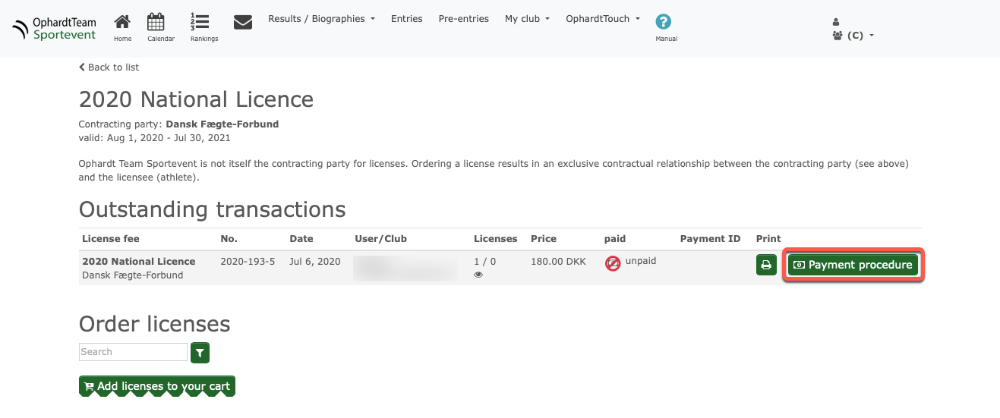 OphardtTeam
Sportevent
Home
Calendar
1
2
3
Rankings
Results / Biographies
Entries
Pre-entries
My club
OphardtTouch
?
Manual
(C)
Back to list
2020 National Licence
Contracting party: Dansk Fægte-Forbund
valid: Aug 1, 2020 - Jul 30, 2021
Ophardt Team Sportevent is not itself the contracting party for licenses. Ordering a license results in an exclusive contractual relationship between the contracting party (see above)
and the licensee (athlete).
Outstanding transactions
License fee No. Date User/Club Licenses Price paid Payment ID Print
2020 National Licence 2020-193-5 Jul 6, 2020 1 / 0 180.00 DKK unpaid Payment procedure
Dansk Fægte-Forbund
Order licenses
Search
Add licenses to your cart